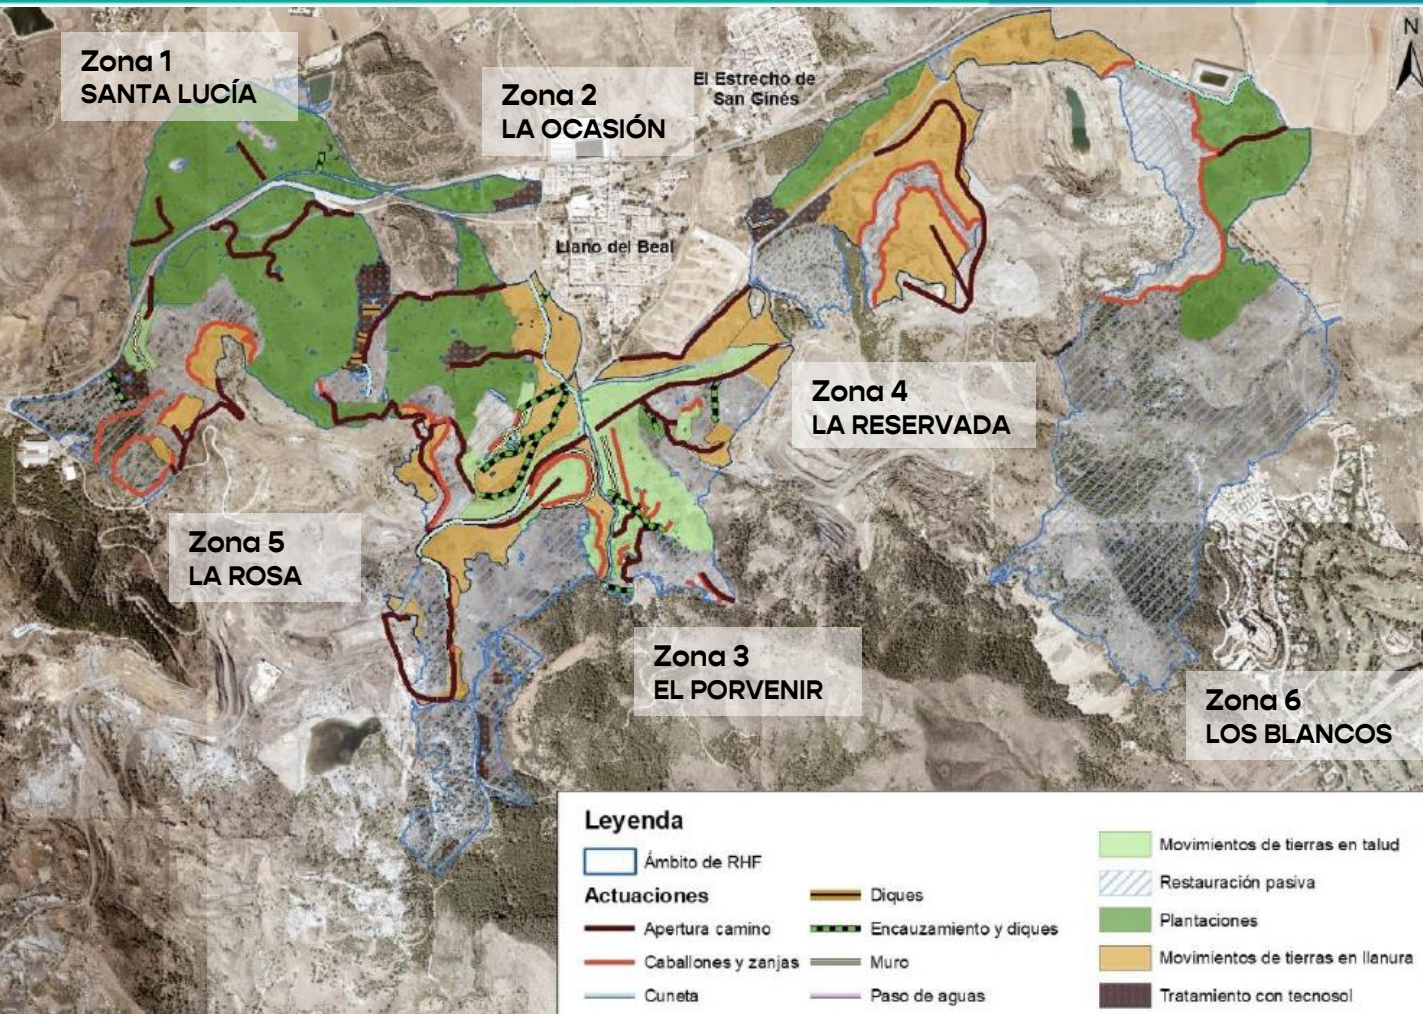 Zona 1
SANTA LUCÍA
Zona 2
LA OCASIÓN
El Estrecho de
San Ginés
N
Llano del Beal
Zona 4
LA RESERVADA
Zona 5
LA ROSA
Zona 3
EL PORVENIR
Zona 6
LOS BLANCOS
Leyenda
Ámbito de RHF
Actuaciones
Apertura camino
Caballones y zanjas
Cuneta
Diques
Encauzamiento y diques
Muro
Paso de aguas
Movimientos de tierras en talud
Restauración pasiva
Plantaciones
Movimientos de tierras en llanura
Tratamiento con tecnosol